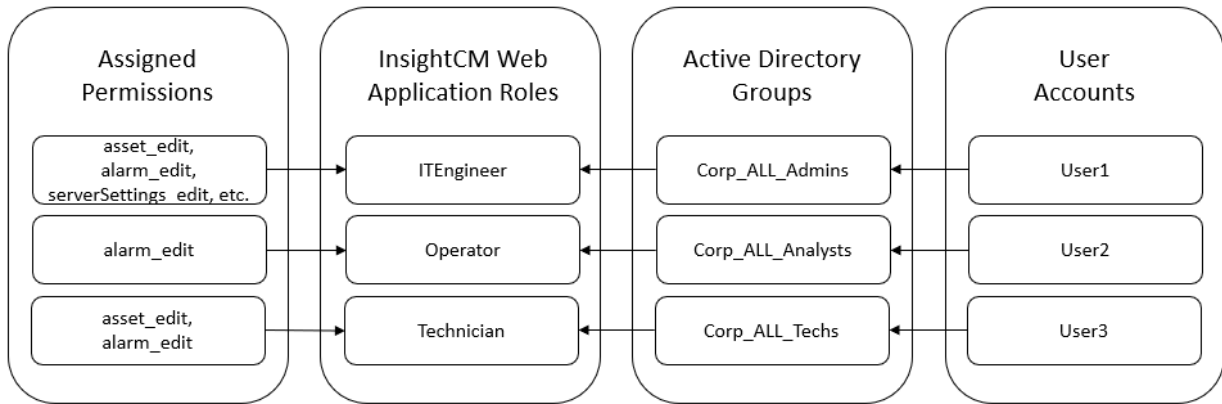 Assigned
Permissions
asset_edit,
alarm_edit,
serverSettings_edit, etc.
alarm_edit
asset_edit,
alarm_edit
InsightCM Web
Application Roles
ITEngineer
Operator
Technician
Active Directory
Groups
Corp_ALL_Admins
Corp_ALL_Analysts
Corp_ALL_Techs
User
Accounts
User1
User2
User3